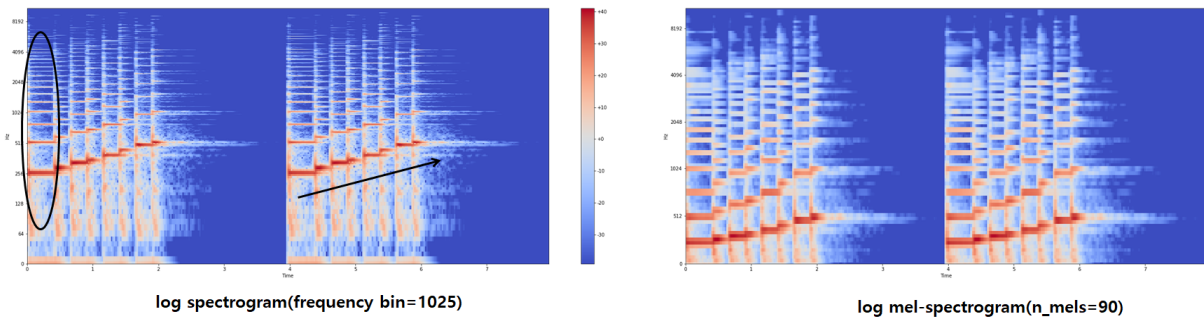 8192
4096
2048
1024
512
256
128
64
0
Hz
0 1 2 3 4 5 6 7
Time
+40
+30
+20
+10
+0
-10
-20
-30
8192
4096
2048
1024
512
0
Hz
0 1 2 3 4 5 6 7
Time
log spectrogram(frequency bin=1025)
log mel-spectrogram(n_mels=90)